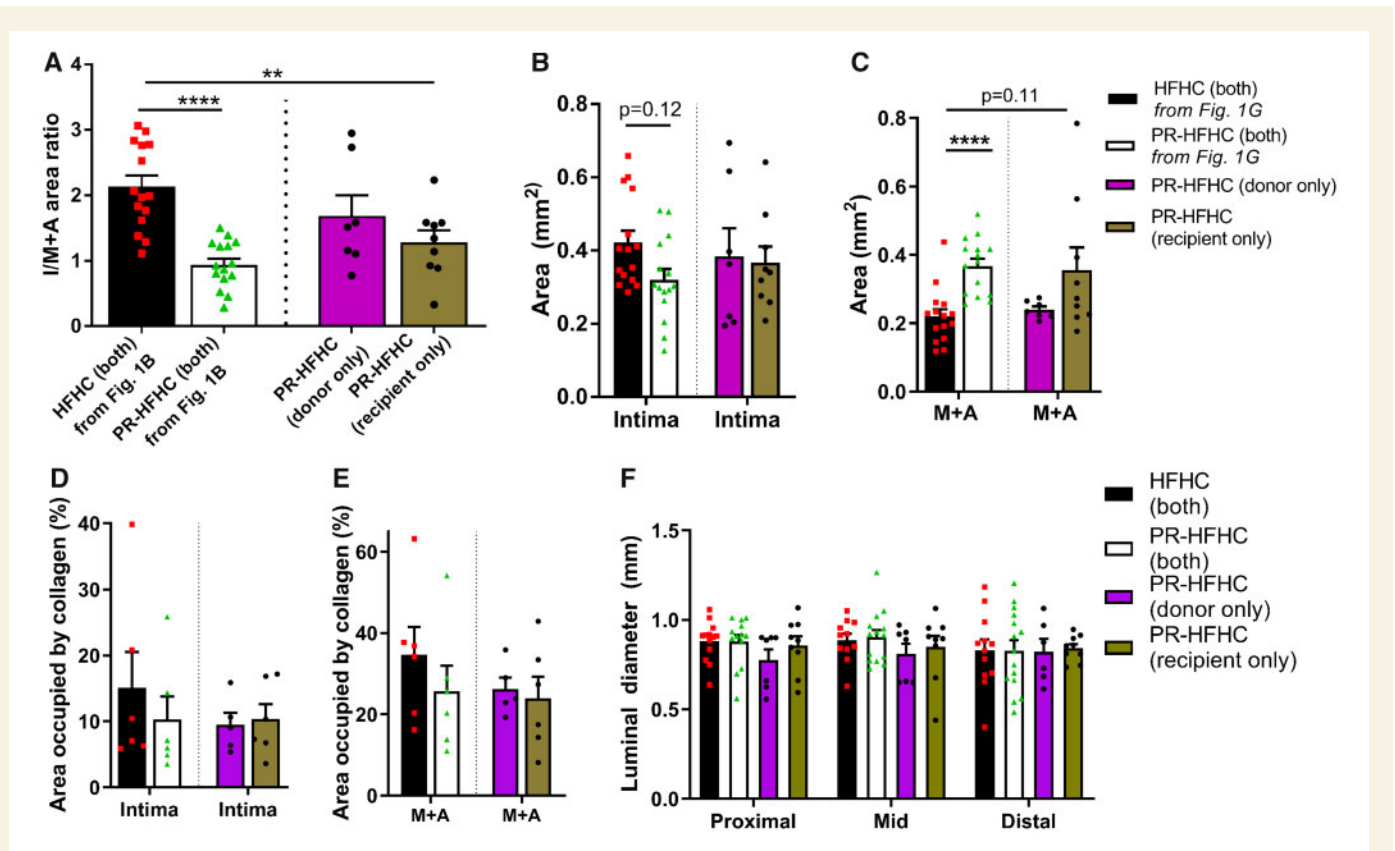 A
4
3
2
1
0
I/M+A area ratio
**
****
HFHC (both)
from Fig. 1B
PR-HFHC (both)
from Fig. 1B
PR-HFHC
(donor only)
PR-HFHC
(recipient only)
B
0.8
0.6
0.4
0.2
0.0
Area (mm2)
p=0.12
Intima
Intima
C
0.8
0.6
0.4
0.2
0.0
Area (mm2)
p=0.11
****
M+A
M+A
HFHC (both)
from Fig. 1G
PR-HFHC (both)
from Fig. 1G
PR-HFHC (donor only)
PR-HFHC
(recipient only)
D
40
30
20
10
0
Area occupied by collagen (%)
Intima
Intima
E
60
40
20
0
Area occupied by collagen (%)
M+A
M+A
F
1.5
1.0
0.5
0.0
Luminal diameter (mm)
Proximal
Mid
Distal
HFHC
(both)
PR-HFHC
(both)
PR-HFHC
(donor only)
PR-HFHC
(recipient only)